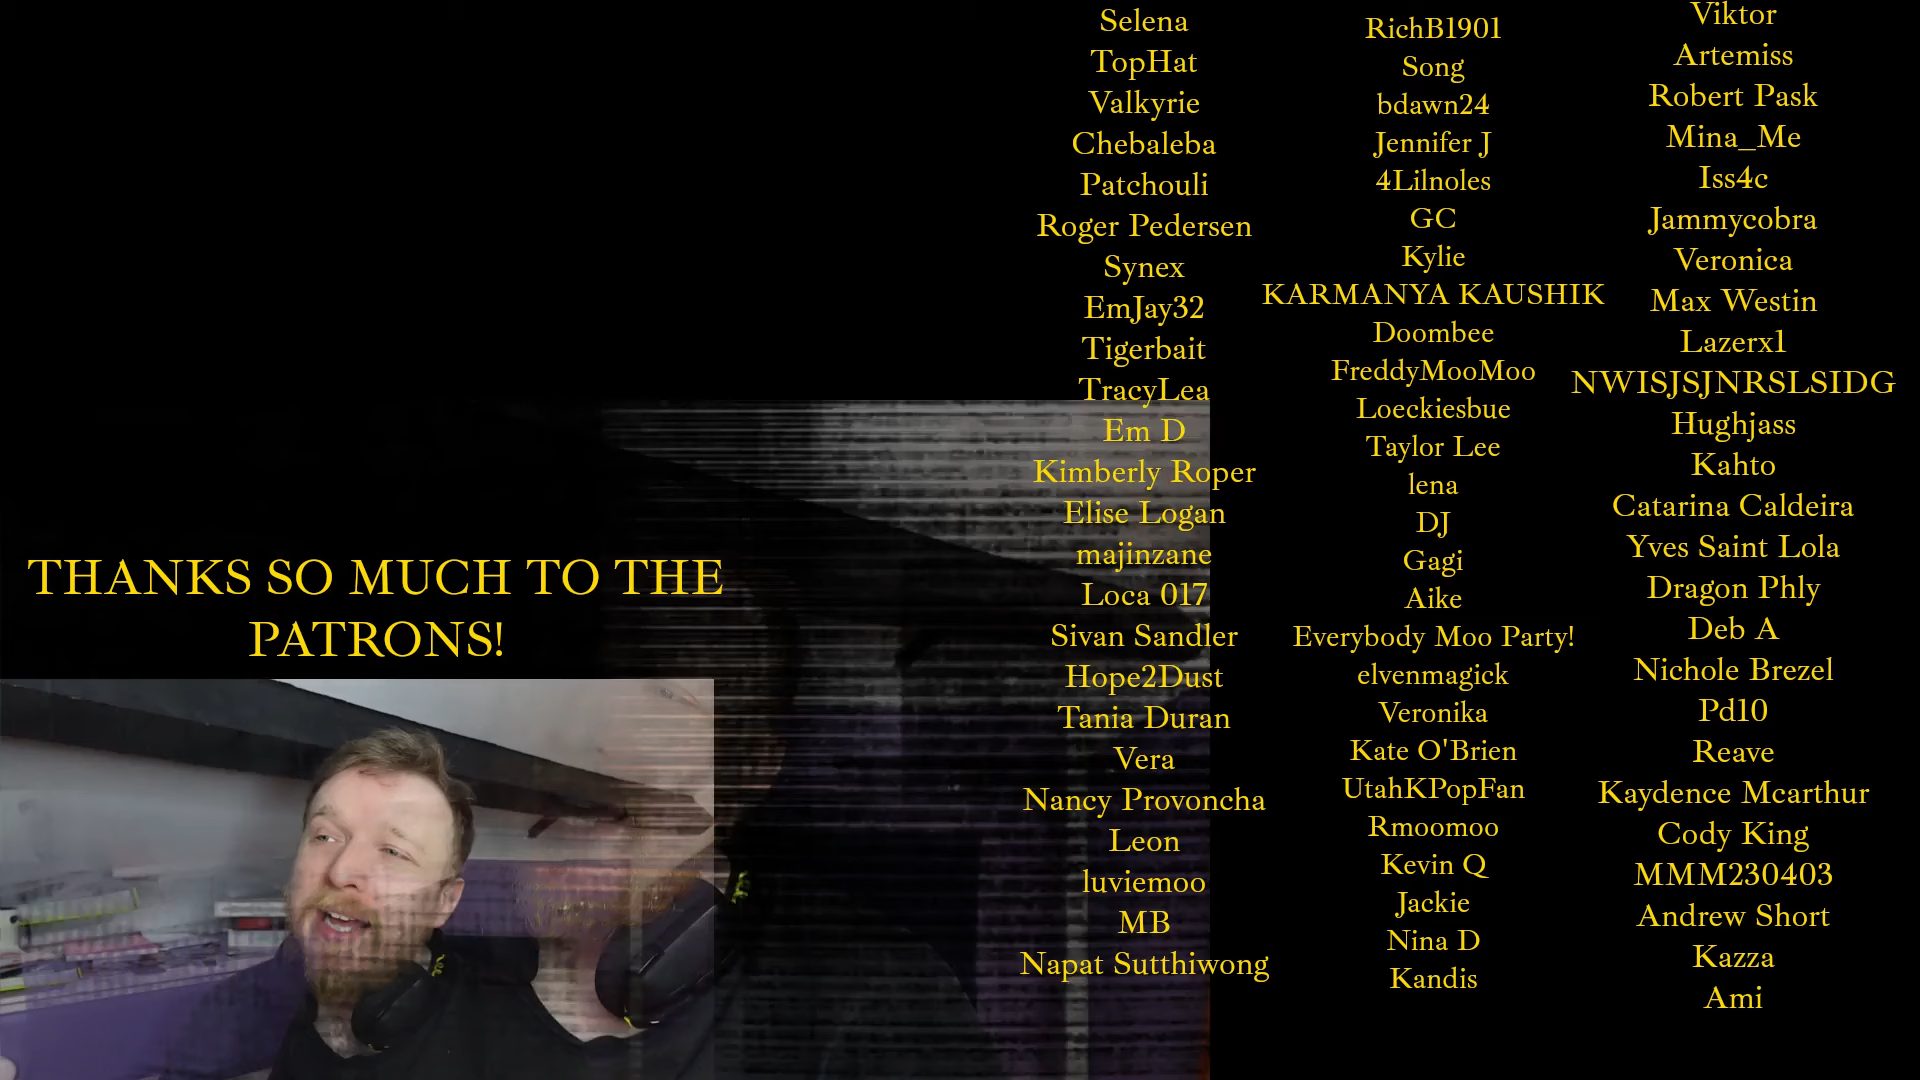 THANKS SO MUCH TO THE
PATRONS!
Selena
TopHat
Valkyrie
Chebaleba
Patchouli
Roger Pedersen
Synex
EmJay32
Tigerbait
TracyLea
Em D
Kimberly Roper
Elise Logan
majinzane
Loca 017
Sivan Sandler
Hope2Dust
Tania Duran
Vera
Nancy Provoncha
Leon
luviemoo
MB
Napat Sutthiwong
RichB1901
Song
bdawn24
Jennifer J
4Lilnoles
GC
Kylie
KARMANYA KAUSHIK
Doombee
FreddyMooMoo
Loeckiesbue
Taylor Lee
lena
DJ
Gagi
Aike
Everybody Moo Party!
elvenmagick
Veronika
Kate O'Brien
UtahKPopFan
Rmoomoo
Kevin Q
Jackie
Nina D
Kandis
Viktor
Artemiss
Robert Pask
Mina_Me
Iss4c
Jammycobra
Veronica
Max Westin
Lazerx1
NWISJSJNRSLSIDG
Hughjass
Kahto
Catarina Caldeira
Yves Saint Lola
Dragon Phly
Deb A
Nichole Brezel
Pd10
Reave
Kaydence Mcarthur
Cody King
MMM230403
Andrew Short
Kazza
Ami